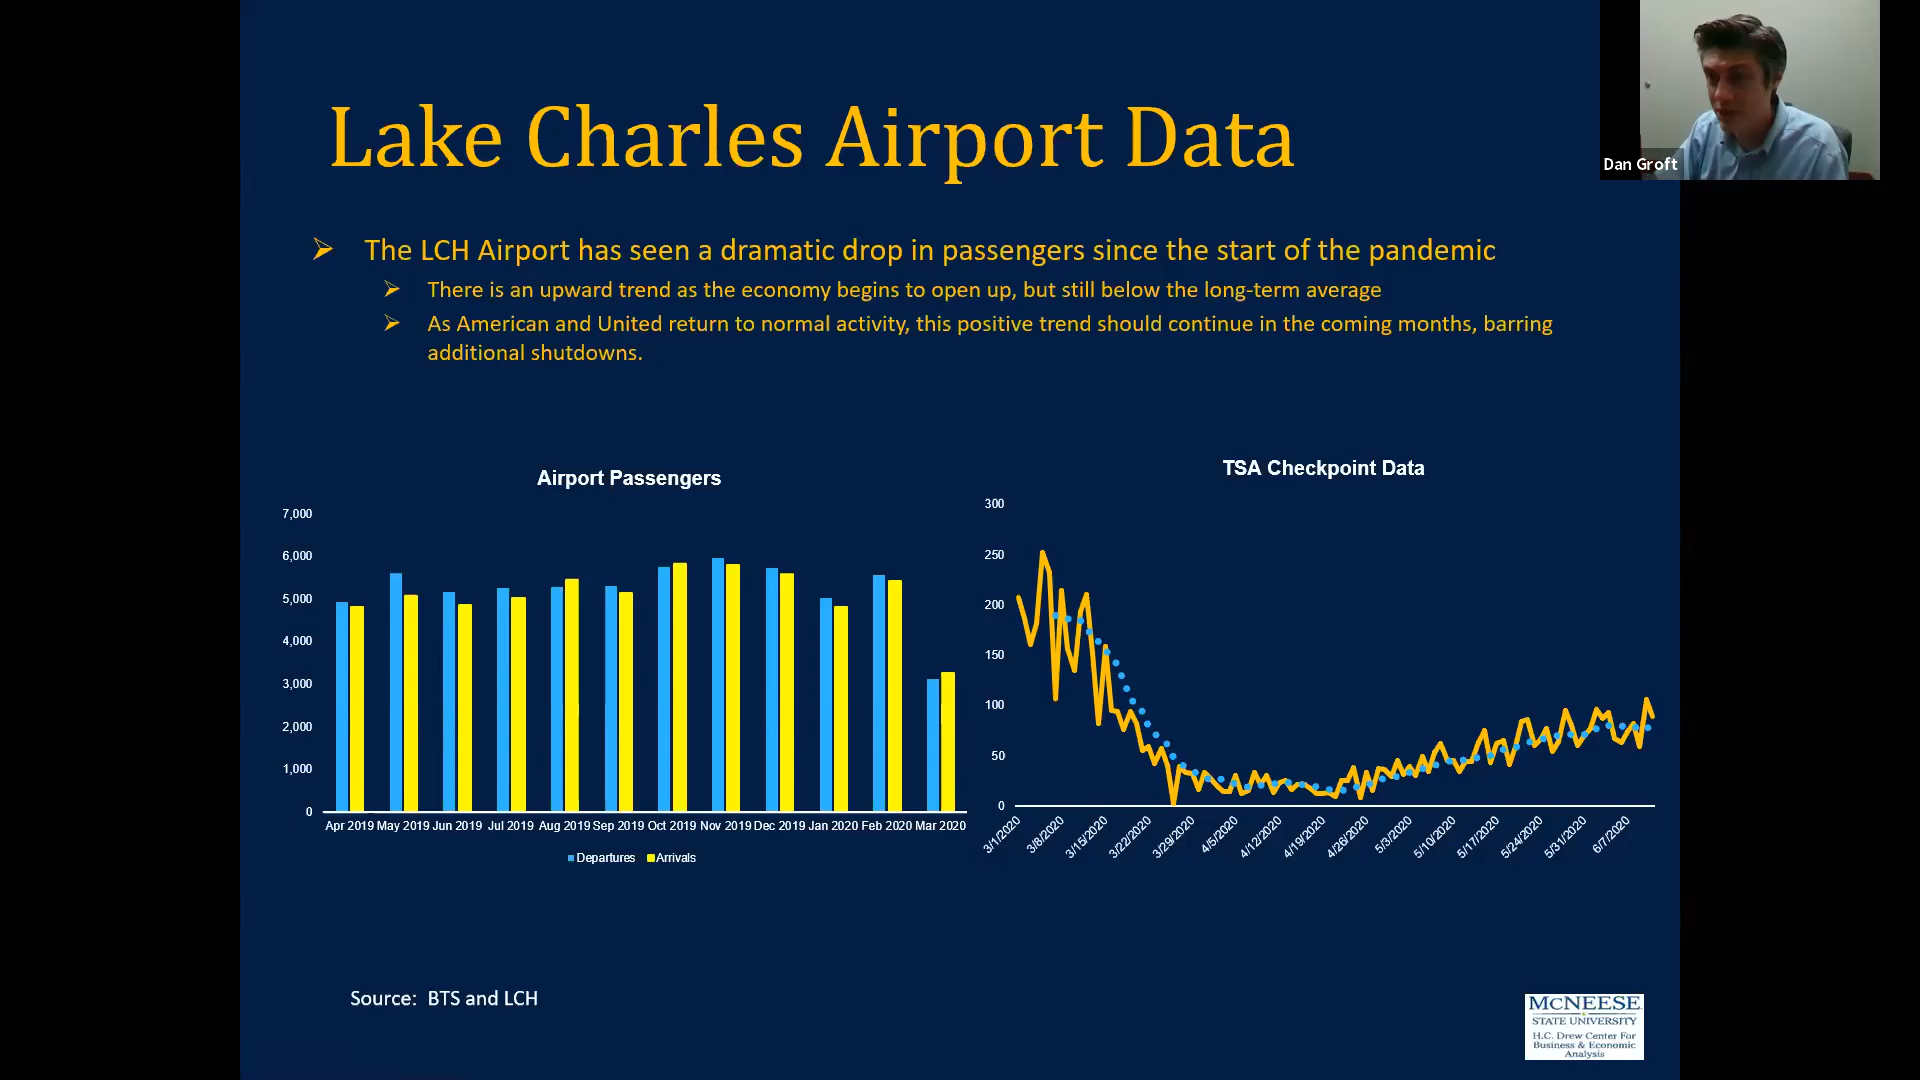 Lake Charles Airport Data
Dan Groft
➢ The LCH Airport has seen a dramatic drop in passengers since the start of the pandemic
➢ There is an upward trend as the economy begins to open up, but still below the long-term average
➢ As American and United return to normal activity, this positive trend should continue in the coming months, barring
additional shutdowns.
Airport Passengers
7,000
6,000
5,000
4,000
3,000
2,000
1,000
0
Apr 2019 May 2019 Jun 2019 Jul 2019 Aug 2019 Sep 2019 Oct 2019 Nov 2019 Dec 2019 Jan 2020 Feb 2020 Mar 2020
Departures Arrivals
TSA Checkpoint Data
300
250
200
150
100
50
0
3/1/2020 3/8/2020 3/15/2020 3/22/2020 3/29/2020 4/5/2020 4/12/2020 4/19/2020 4/26/2020 5/3/2020 5/10/2020 5/17/2020 5/24/2020 5/31/2020 6/7/2020
Source: BTS and LCH
MCNEESE
STATE UNIVERSITY
H.C. Drew Center For
Business & Economic
Analysis